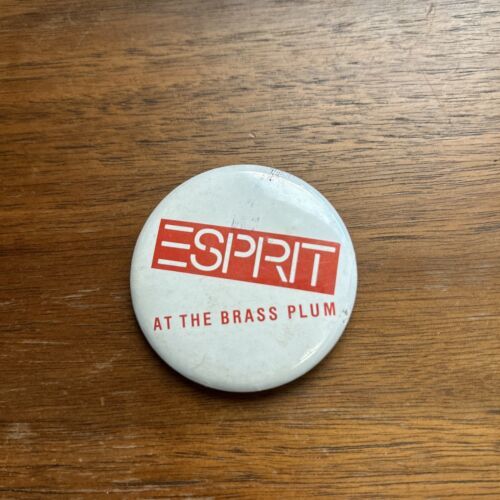 ESPRIT
AT THE BRASS PLUM